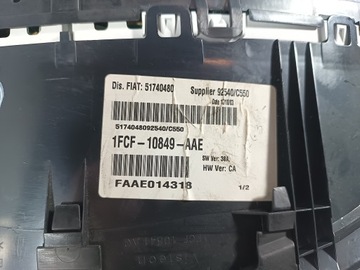 Dis. FIAT: 51740480 Supplier 92540/C550
Date
5174048092540/C550
1FCF-10849-AAE
SW Ver:
HW Ver: CA
FAAE014318 1/2